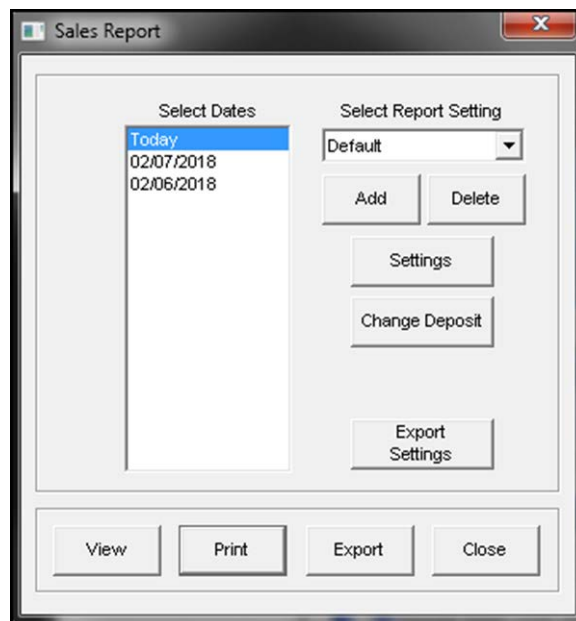 Sales Report
Select Dates
Today
02/07/2018
02/06/2018
Select Report Setting
Default
Add
Delete
Settings
Change Deposit
Export
Settings
View
Print
Export
Close